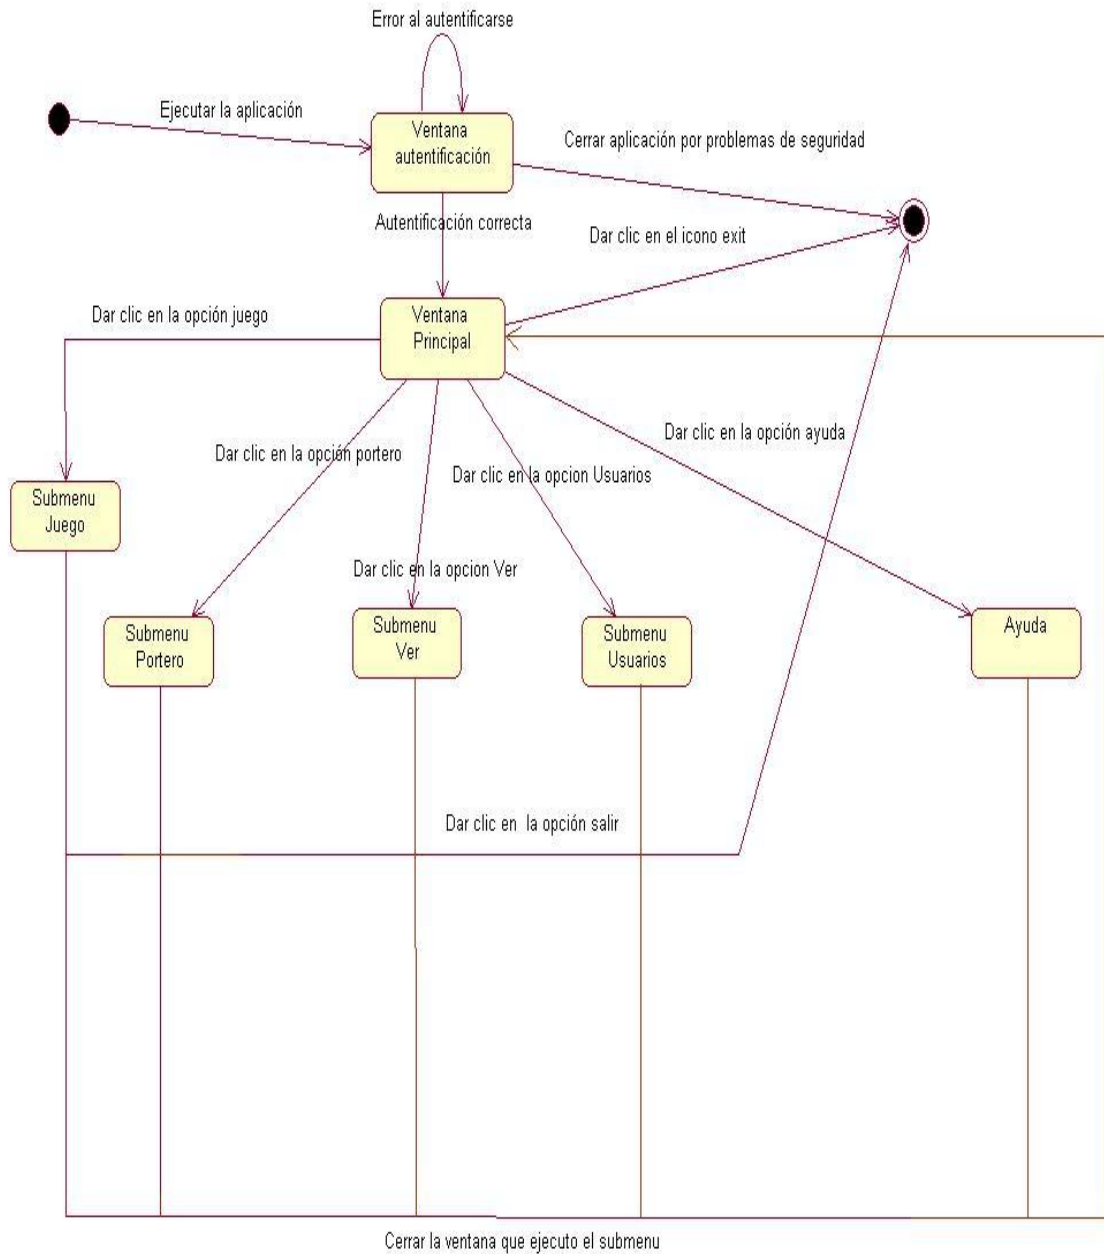 Error al autentificarse
Ejecutar la aplicación
Ventana
autentificación
Cerrar aplicación por problemas de seguridad
Autentificación correcta
Dar clic en el icono exit
Dar clic en la opción juego
Ventana
Principal
Dar clic en la opción ayuda
Dar clic en la opción portero
Dar clic en la opcion Usuarios
Submenu
Juego
Dar clic en la opcion Ver
Submenu
Portero
Submenu
Ver
Submenu
Usuarios
Ayuda
Dar clic en la opción salir
Cerrar la ventana que ejecuto el submenu